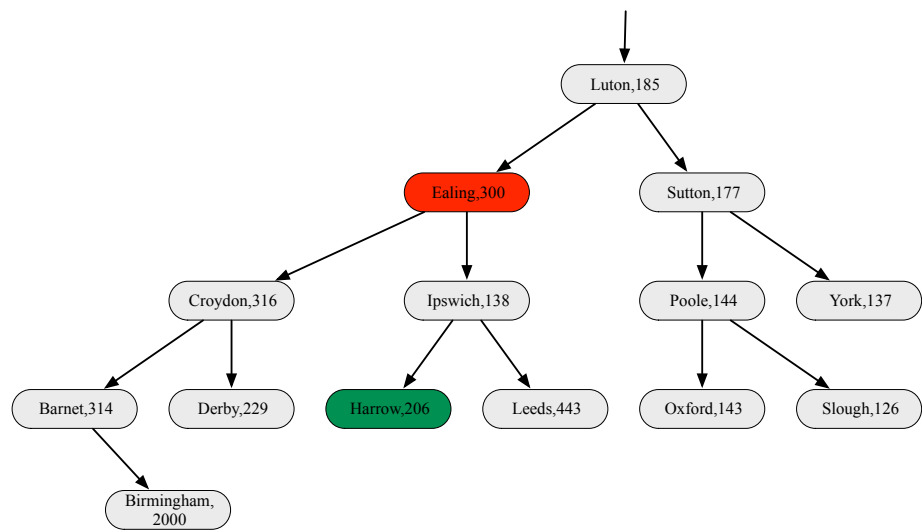 Luton,185
Ealing,300
Sutton,177
Croydon,316
Ipswich,138
Poole,144
York,137
Barnet,314
Derby,229
Harrow,206
Leeds,443
Oxford,143
Slough,126
Birmingham,
2000